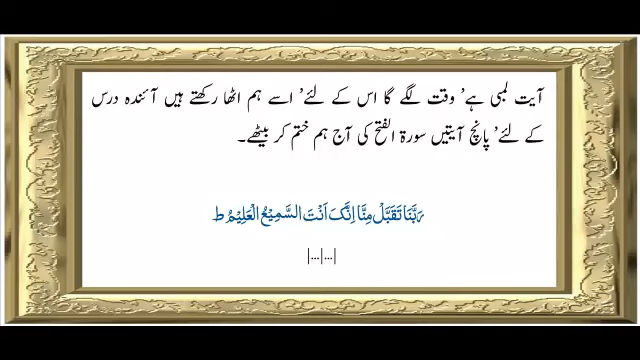 آیت لمبی ہے’ وقت لگے گا اس کے لئے’ اسے ہم اٹھا رکھتے ہیں آئندہ درس
کے لئے’ پانچ آیتیں سورۃ الفتح کی آج ہم ختم کر بیٹھے۔
رَبَّنَا تَقَبَّلْ مِنَّا اِنَّکَ اَنْتَ السَّمِیْعُ الْعَلِیْمُ ط
|...|...|